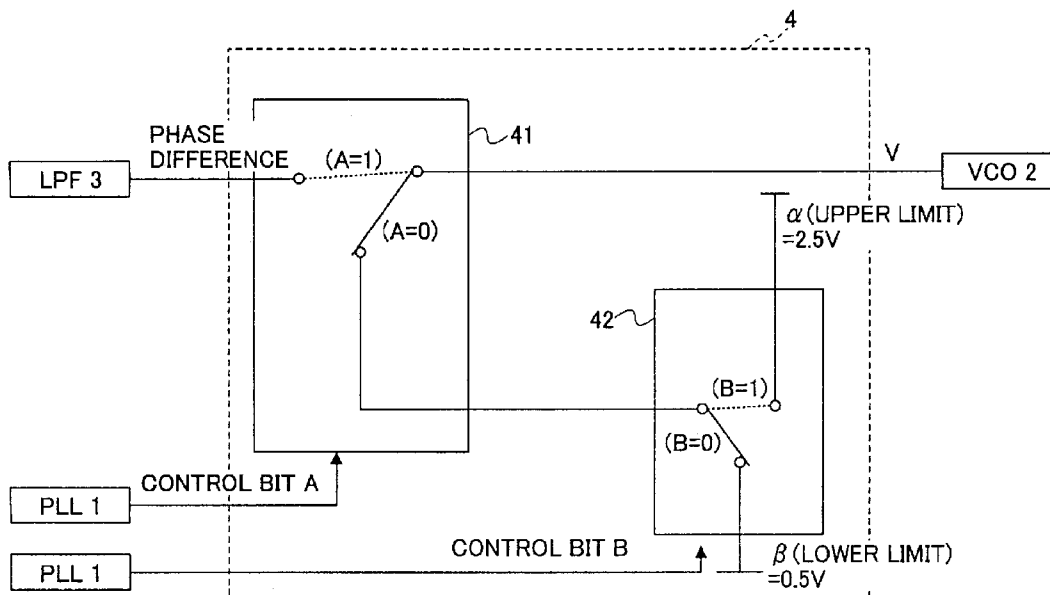 4
PHASE
DIFFERENCE
LPF 3
(A=1)
41
V
VCO 2
(A=0)
α(UPPER LIMIT)
=2.5V
42
(B=1)
(B=0)
CONTROL BIT A
PLL 1
CONTROL BIT B
PLL 1
β(LOWER LIMIT)
=0.5V